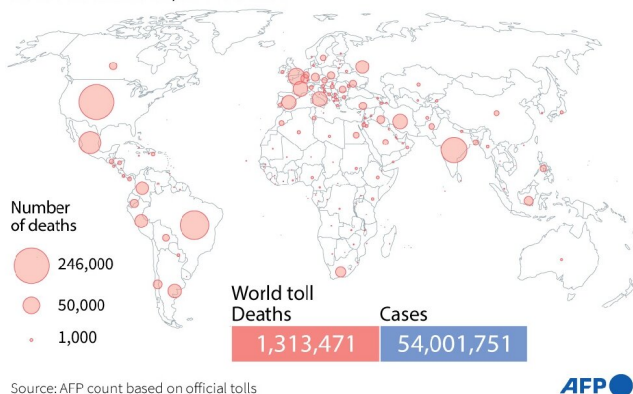 Number
of deaths
246,000
50,000
1,000
World toll
Deaths
Cases
1,313,471
54,001,751
Source: AFP count based on official tolls
AFP